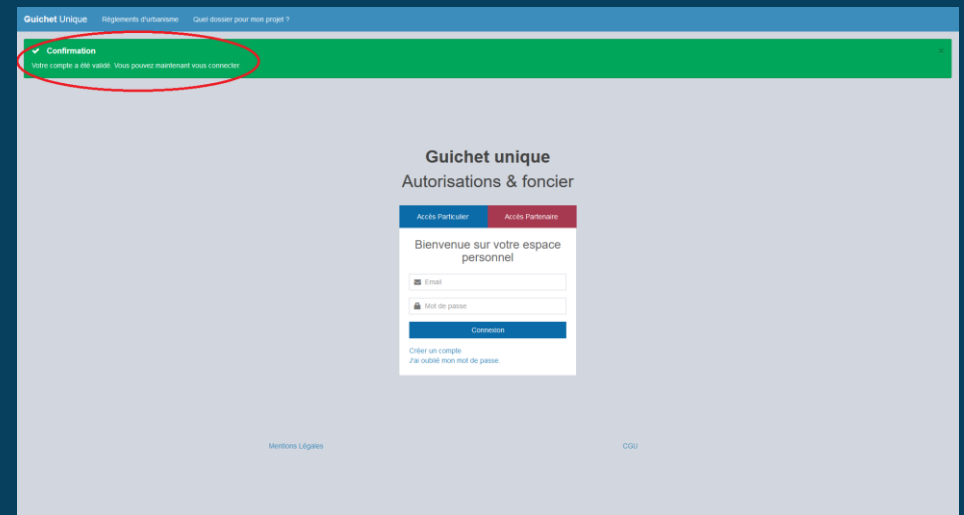 Guichet Unique Règlements d'urbanisme Quel dossier pour mon projet ?
Confirmation ×
Votre compte a été validé. Vous pouvez maintenant vous connecter
Guichet unique
Autorisations & foncier
Accès Particulier Accès Partenaire
Bienvenue sur votre espace
personnel
Email
Mot de passe
Connexion
Créer un compte
J'ai oublié mon mot de passe.
Mentions Légales CGU